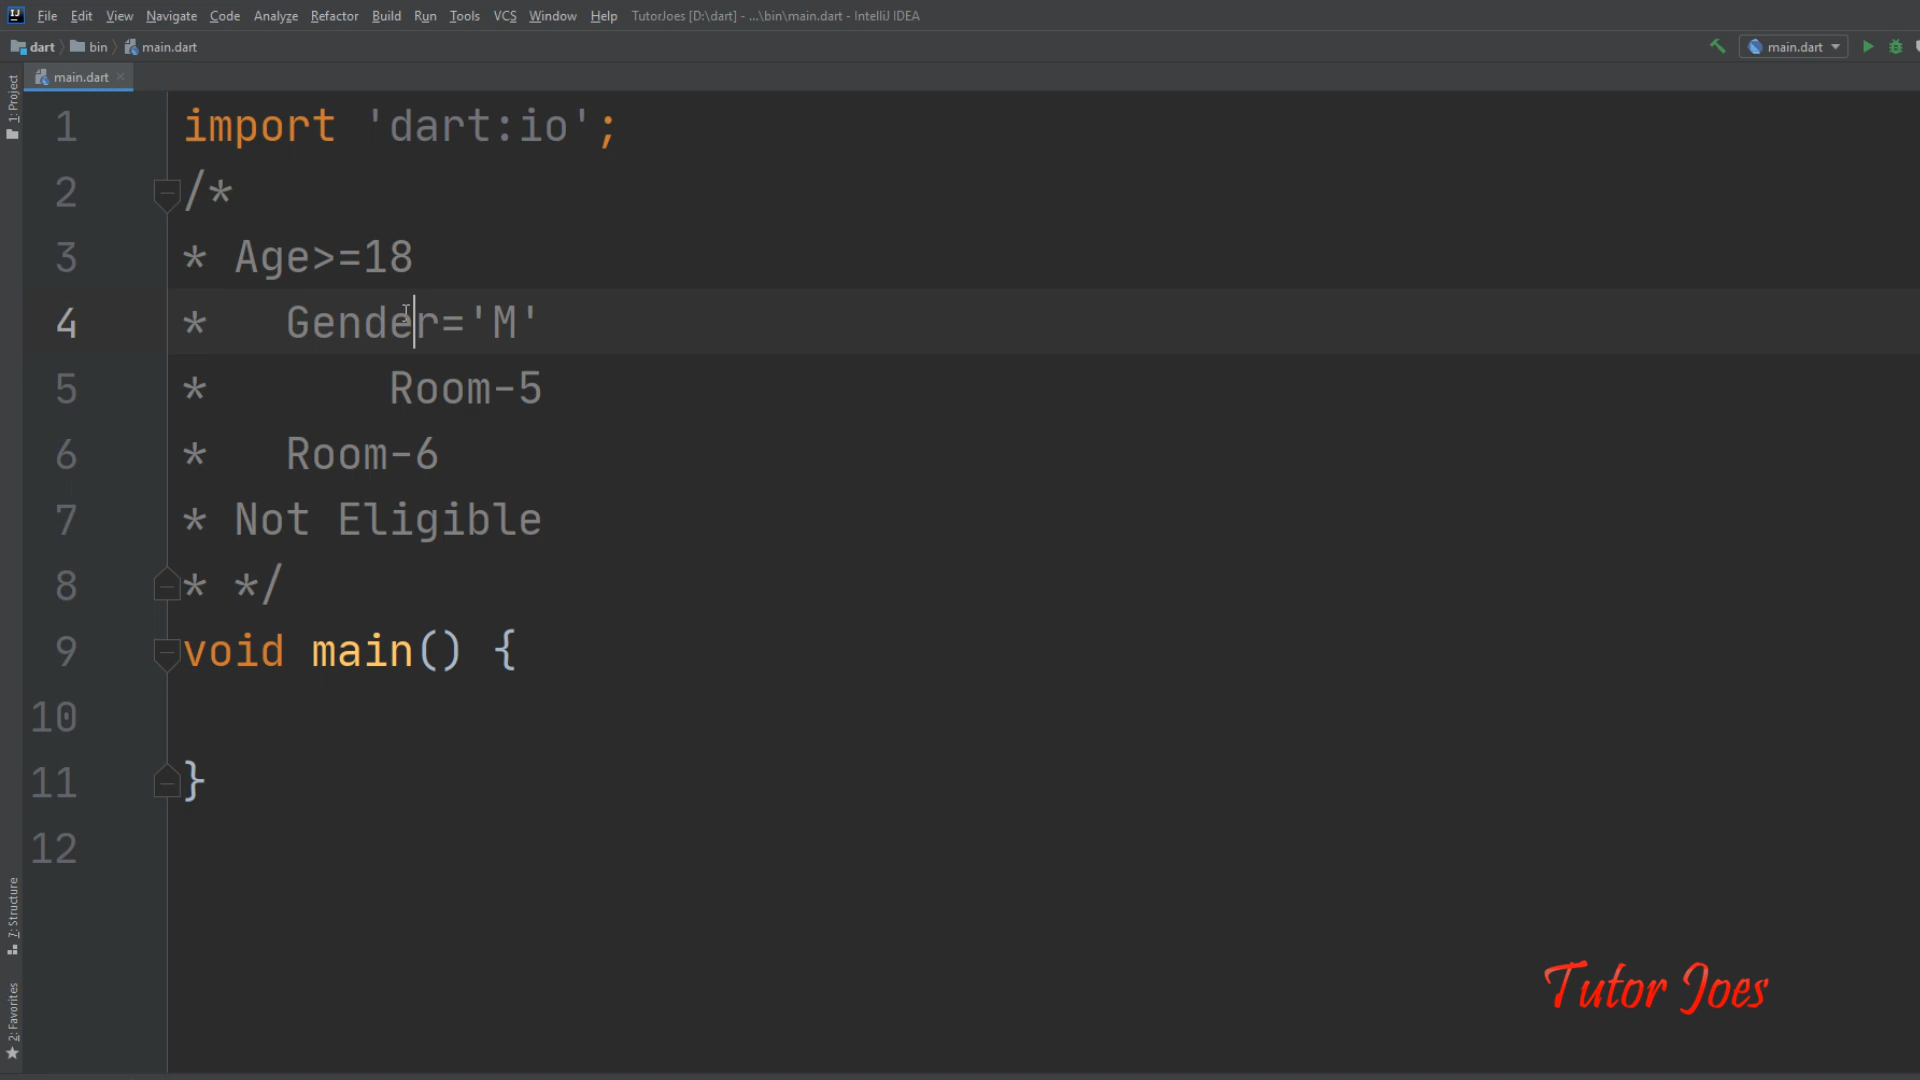 File Edit View Navigate Code Analyze Refactor Build Run Tools VCS Window Help TutorJoes [D:\dart] - ...\bin\main.dart - IntelliJ IDEA
dart bin main.dart
main.dart
main.dart
1: Project
1 import 'dart:io';
2 /*
3 * Age>=18
4 *   Gender='M'
5 *       Room-5
6 *   Room-6
7 * Not Eligible
8 * */
9 void main() {
10
11 }
12
7: Structure
2: Favorites
Tutor Joes